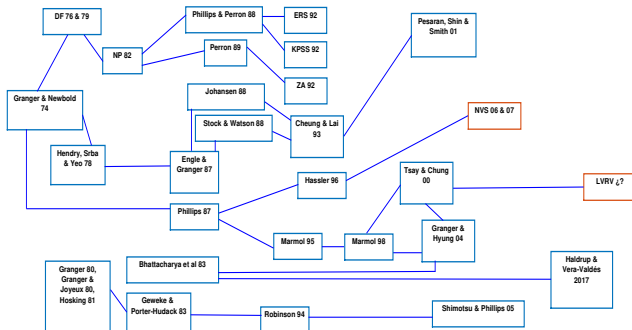 DF 76 & 79
Phillips & Perron 88
ERS 92
Pesaran, Shin &
Smith 01
NP 82
Perron 89
KPSS 92
ZA 92
Granger & Newbold
74
Johansen 88
Stock & Watson 88
Cheung & Lai
93
NVS 06 & 07
Hendry, Srba
& Yeo 78
Engle &
Granger 87
Hassler 96
Tsay & Chung
00
LVRV ¿?
Phillips 87
Marmol 95
Marmol 98
Granger &
Hyung 04
Bhattacharya et al 83
Haldrup &
Vera-Valdés
2017
Granger 80,
Granger &
Joyeux 80,
Hosking 81
Geweke &
Porter-Hudack 83
Robinson 94
Shimotsu & Phillips 05